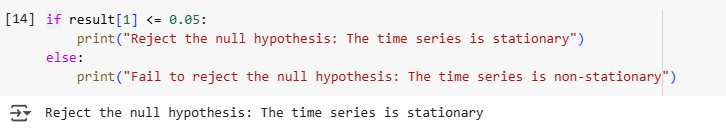 [14] if result[1] <= 0.05:
    print("Reject the null hypothesis: The time series is stationary")
else:
    print("Fail to reject the null hypothesis: The time series is non-stationary")
Reject the null hypothesis: The time series is stationary